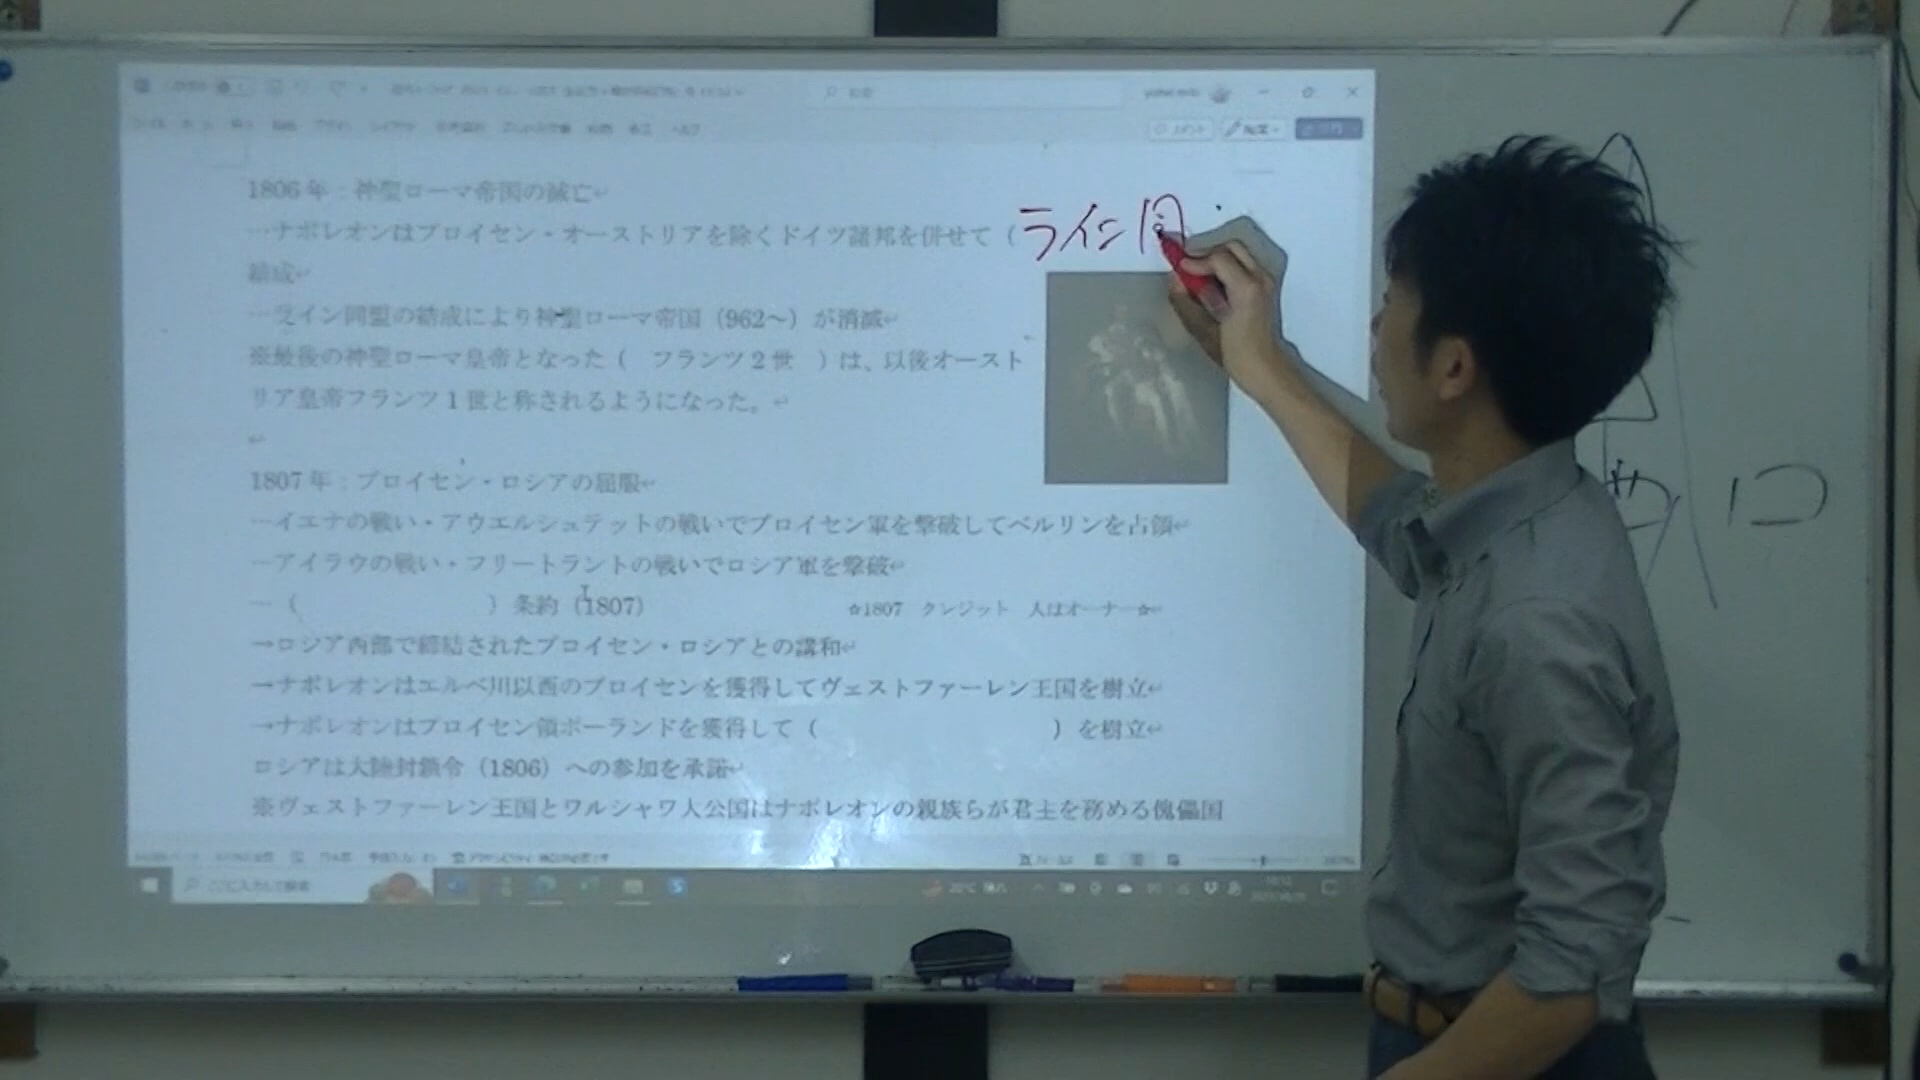 1806年：神聖ローマ帝国の滅亡
―ナポレオンはプロイセン・オーストリアを除くドイツ諸邦を併せて（ライン同
結成
―ライン同盟の結成により神聖ローマ帝国（962～）が消滅
※最後の神聖ローマ皇帝となった（ フランツ2世 ）は、以後オースト
リア皇帝フランツ1世と称されるようになった。
1807年：プロイセン・ロシアの屈服
―イエナの戦い・アウエルシュテットの戦いでプロイセン軍を撃破してベルリンを占領
―アイラウの戦い・フリートラントの戦いでロシア軍を撃破
―（ ）条約（1807） ☆1807 クレジット 人はオーナー☆
→ロシア西部で締結されたプロイセン・ロシアとの講和
→ナポレオンはエルベ川以西のプロイセンを獲得してヴェストファーレン王国を樹立
→ナポレオンはプロイセン領ポーランドを獲得して（ ）を樹立
ロシアは大陸封鎖令（1806）への参加を承諾
※ヴェストファーレン王国とワルシャワ大公国はナポレオンの親族らが君主を務める傀儡国
ここに入力して検索
20℃